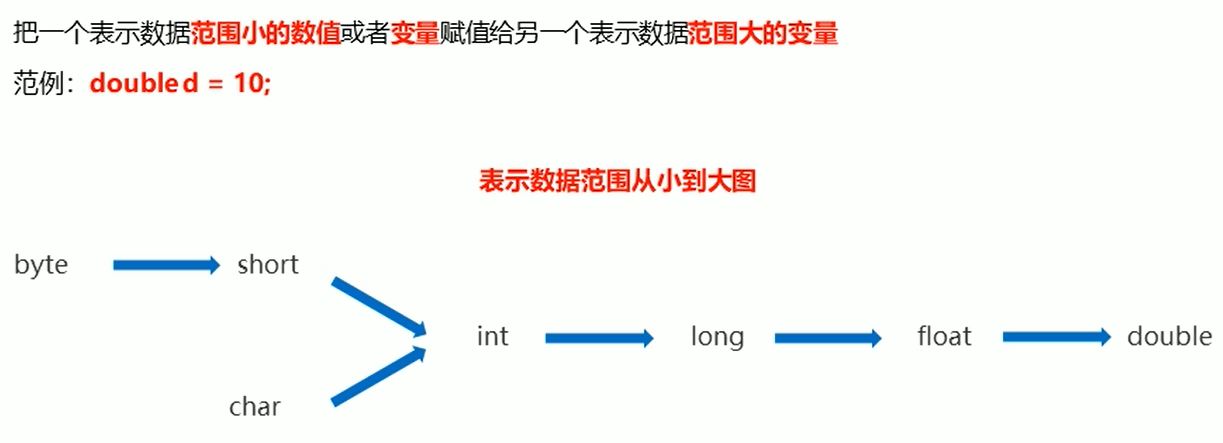 把一个表示数据范围小的数值或者变量赋值给另一个表示数据范围大的变量
范例：double d = 10;
表示数据范围从小到大图
byte short
int long float double
char